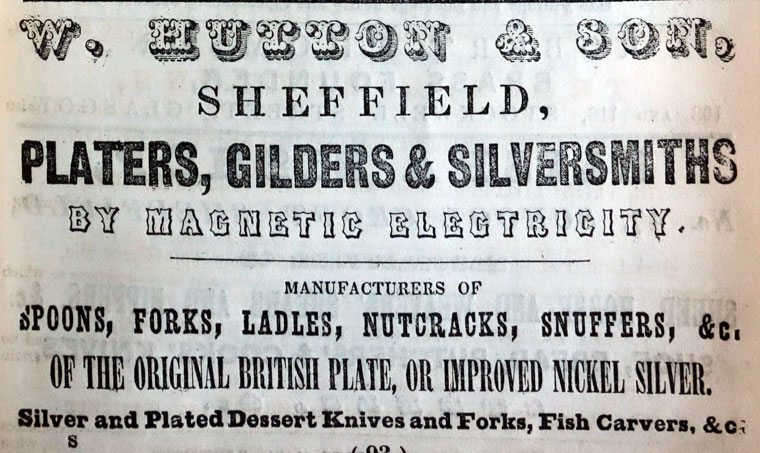 W. HUTTON & SON,
SHEFFIELD,
PLATERS, GILDERS & SILVERSMITHS
BY MAGNETIC ELECTRICITY.
MANUFACTURERS OF
SPOONS, FORKS, LADLES, NUTCRACKS, SNUFFERS, &c.
OF THE ORIGINAL BRITISH PLATE, OR IMPROVED NICKEL SILVER.
Silver and Plated Dessert Knives and Forks, Fish Carvers, &c.
S